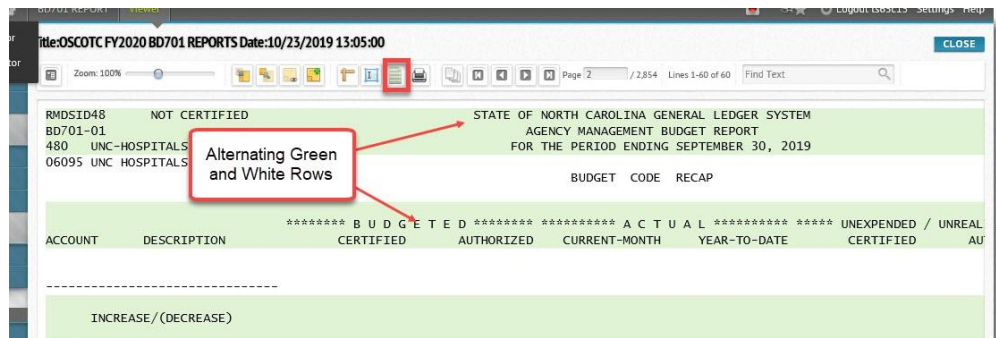 BD701 REPORT Viewer Logout Settings Help
Title:OSCOTC FY2020 BD701 REPORTS Date:10/23/2019 13:05:00 CLOSE
Zoom: 100% Page 2 / 2,854 Lines 1-60 of 60 Find Text
RMDSID48 NOT CERTIFIED STATE OF NORTH CAROLINA GENERAL LEDGER SYSTEM
BD701-01 AGENCY MANAGEMENT BUDGET REPORT
480 UNC-HOSPITALS FOR THE PERIOD ENDING SEPTEMBER 30, 2019
06095 UNC HOSPITALS
Alternating Green
and White Rows
BUDGET CODE RECAP
******** B U D G E T E D ******** ********** A C T U A L ********** ***** UNEXPENDED / UNREAL
ACCOUNT DESCRIPTION CERTIFIED AUTHORIZED CURRENT-MONTH YEAR-TO-DATE CERTIFIED AU
-------------------------------
INCREASE/(DECREASE)